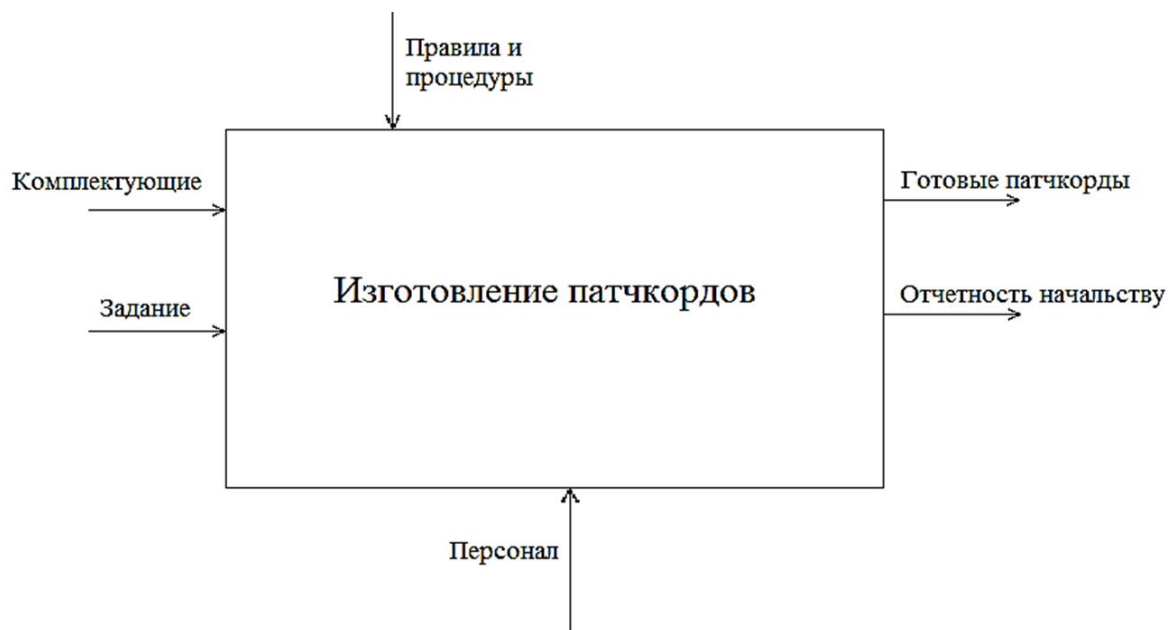 Правила и
процедуры
Комплектующие
Готовые патчкорды
Изготовление патчкордов
Задание
Отчетность начальству
Персонал